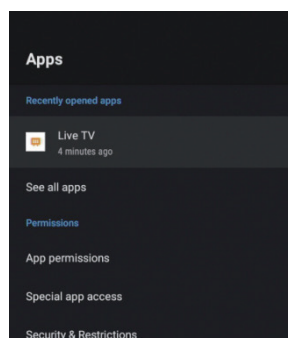 Apps
Recently opened apps
Live TV
4 minutes ago
See all apps
Permissions
App permissions
Special app access
Security & Restrictions